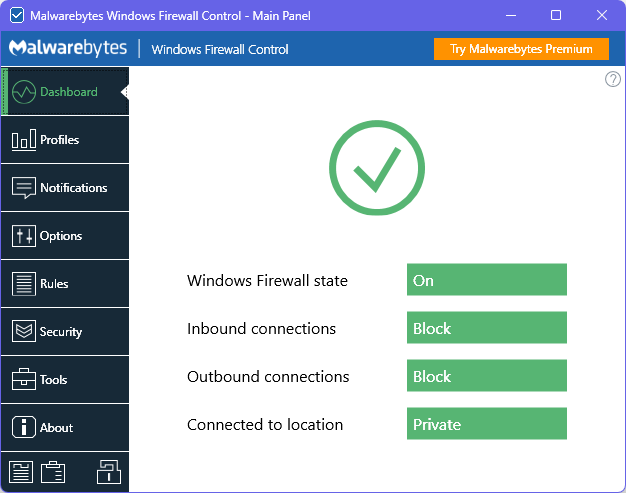 Malwarebytes Windows Firewall Control - Main Panel
Malwarebytes
Windows Firewall Control
Try Malwarebytes Premium
Dashboard
Profiles
Notifications
Options
Rules
Security
Tools
About
?
Windows Firewall state On
Inbound connections Block
Outbound connections Block
Connected to location Private